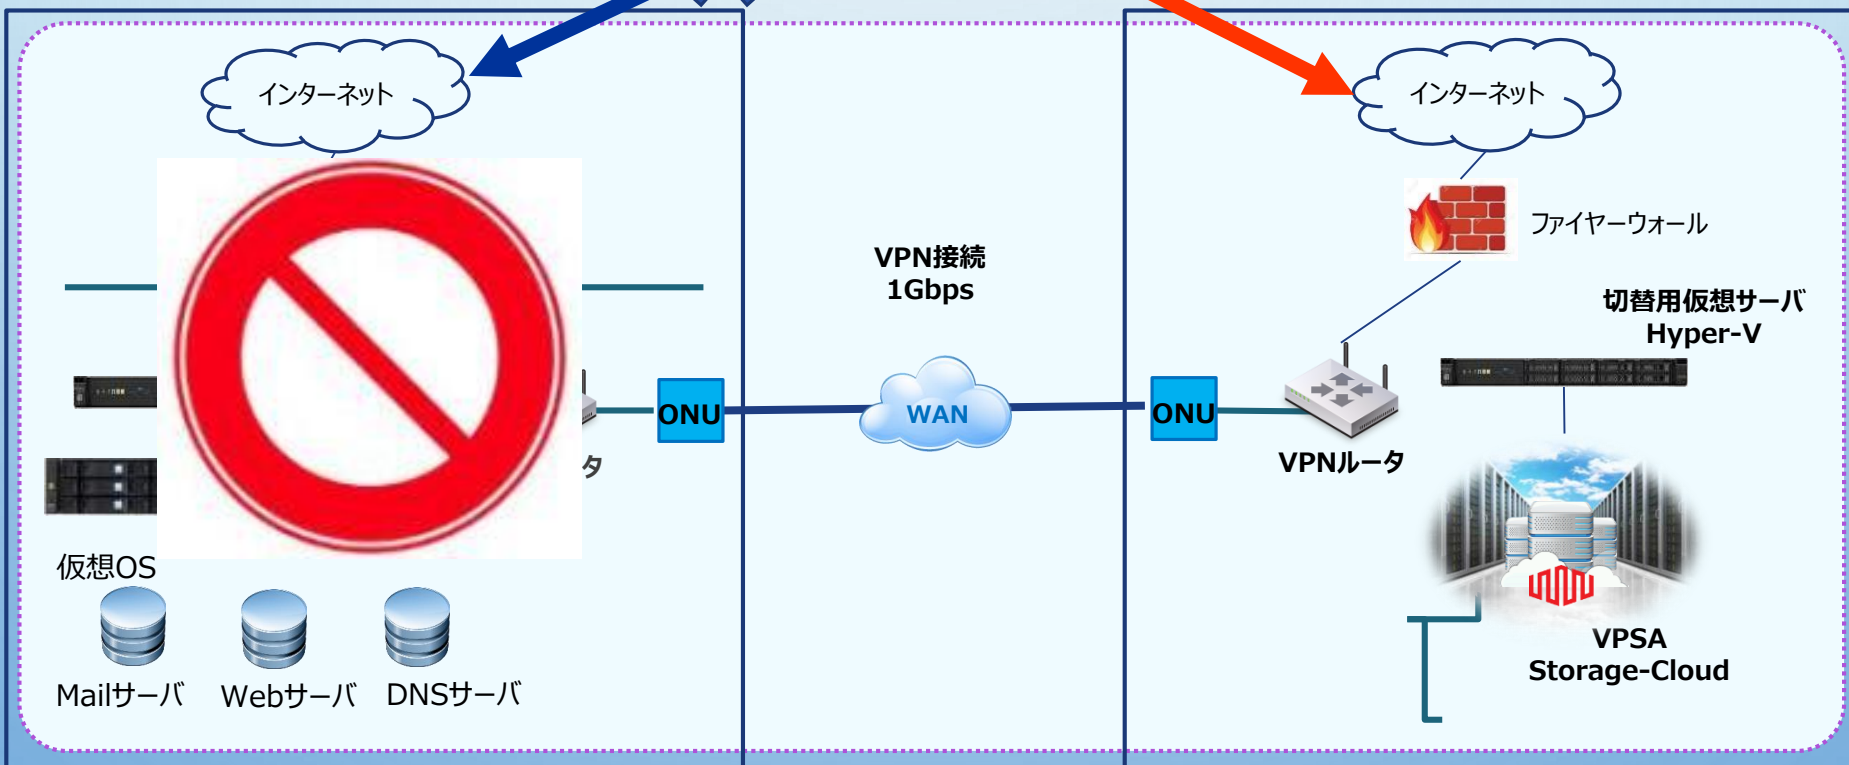 インターネット
インターネット
ファイヤーウォール
VPN接続
1Gbps
切替用仮想サーバ
Hyper-V
ONU
WAN
ONU
タ
VPNルータ
仮想OS
VPSA
Storage-Cloud
Mailサーバ
Webサーバ
DNSサーバ